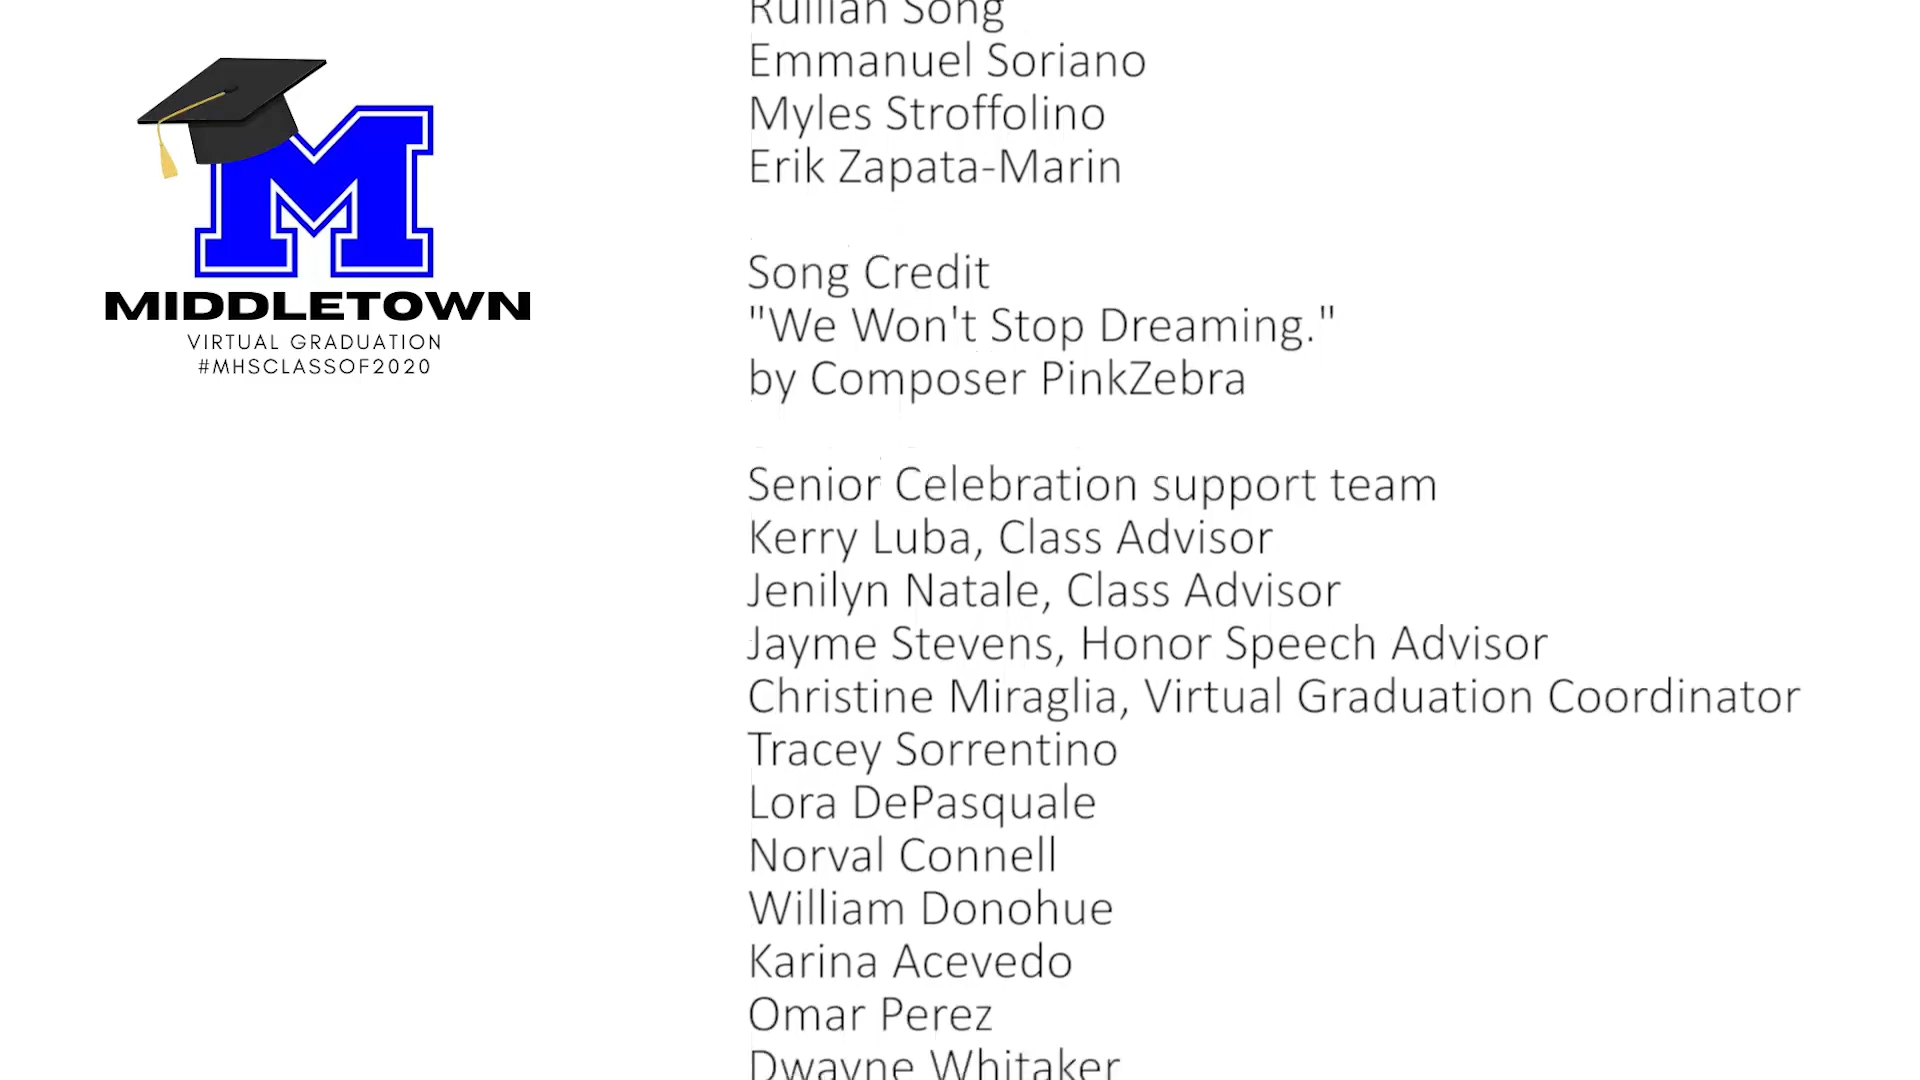 M
MIDDLETOWN
VIRTUAL GRADUATION
#MHSCLASSOF2020
Song
Emmanuel Soriano
Myles Stroffolino
Erik Zapata-Marin
Song Credit
"We Won't Stop Dreaming."
by Composer PinkZebra
Senior Celebration support team
Kerry Luba, Class Advisor
Jenilyn Natale, Class Advisor
Jayme Stevens, Honor Speech Advisor
Christine Miraglia, Virtual Graduation Coordinator
Tracey Sorrentino
Lora DePasquale
Norval Connell
William Donohue
Karina Acevedo
Omar Perez
Dwayne Whitaker